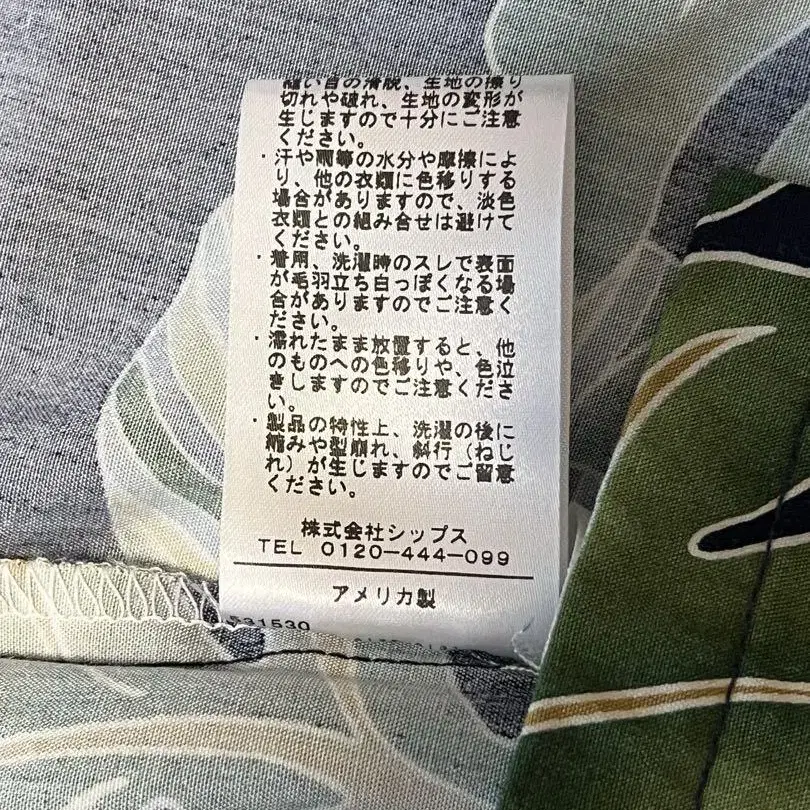 縫い目の滑脱、生地の擦り
切れや破れ、生地の変形が
生じますので十分にご注意
ください。
・汗や雨等の水分や摩擦によ
り、他の衣類に色移りする
場合がありますので、淡色
衣類との組み合せは避けて
ください。
・着用、洗濯時のスレで表面
が毛羽立ち白っぽくなる場
合がありますのでご注意く
ださい。
・濡れたまま放置すると、他
のものへの色移りや、色泣
きしますのでご注意くださ
い。
・製品の特性上、洗濯の後に
縮みや型崩れ、斜行（ねじ
れ）が生じますのでご留意
ください。
株式会社シップス
TEL 0120-444-099
アメリカ製
531530